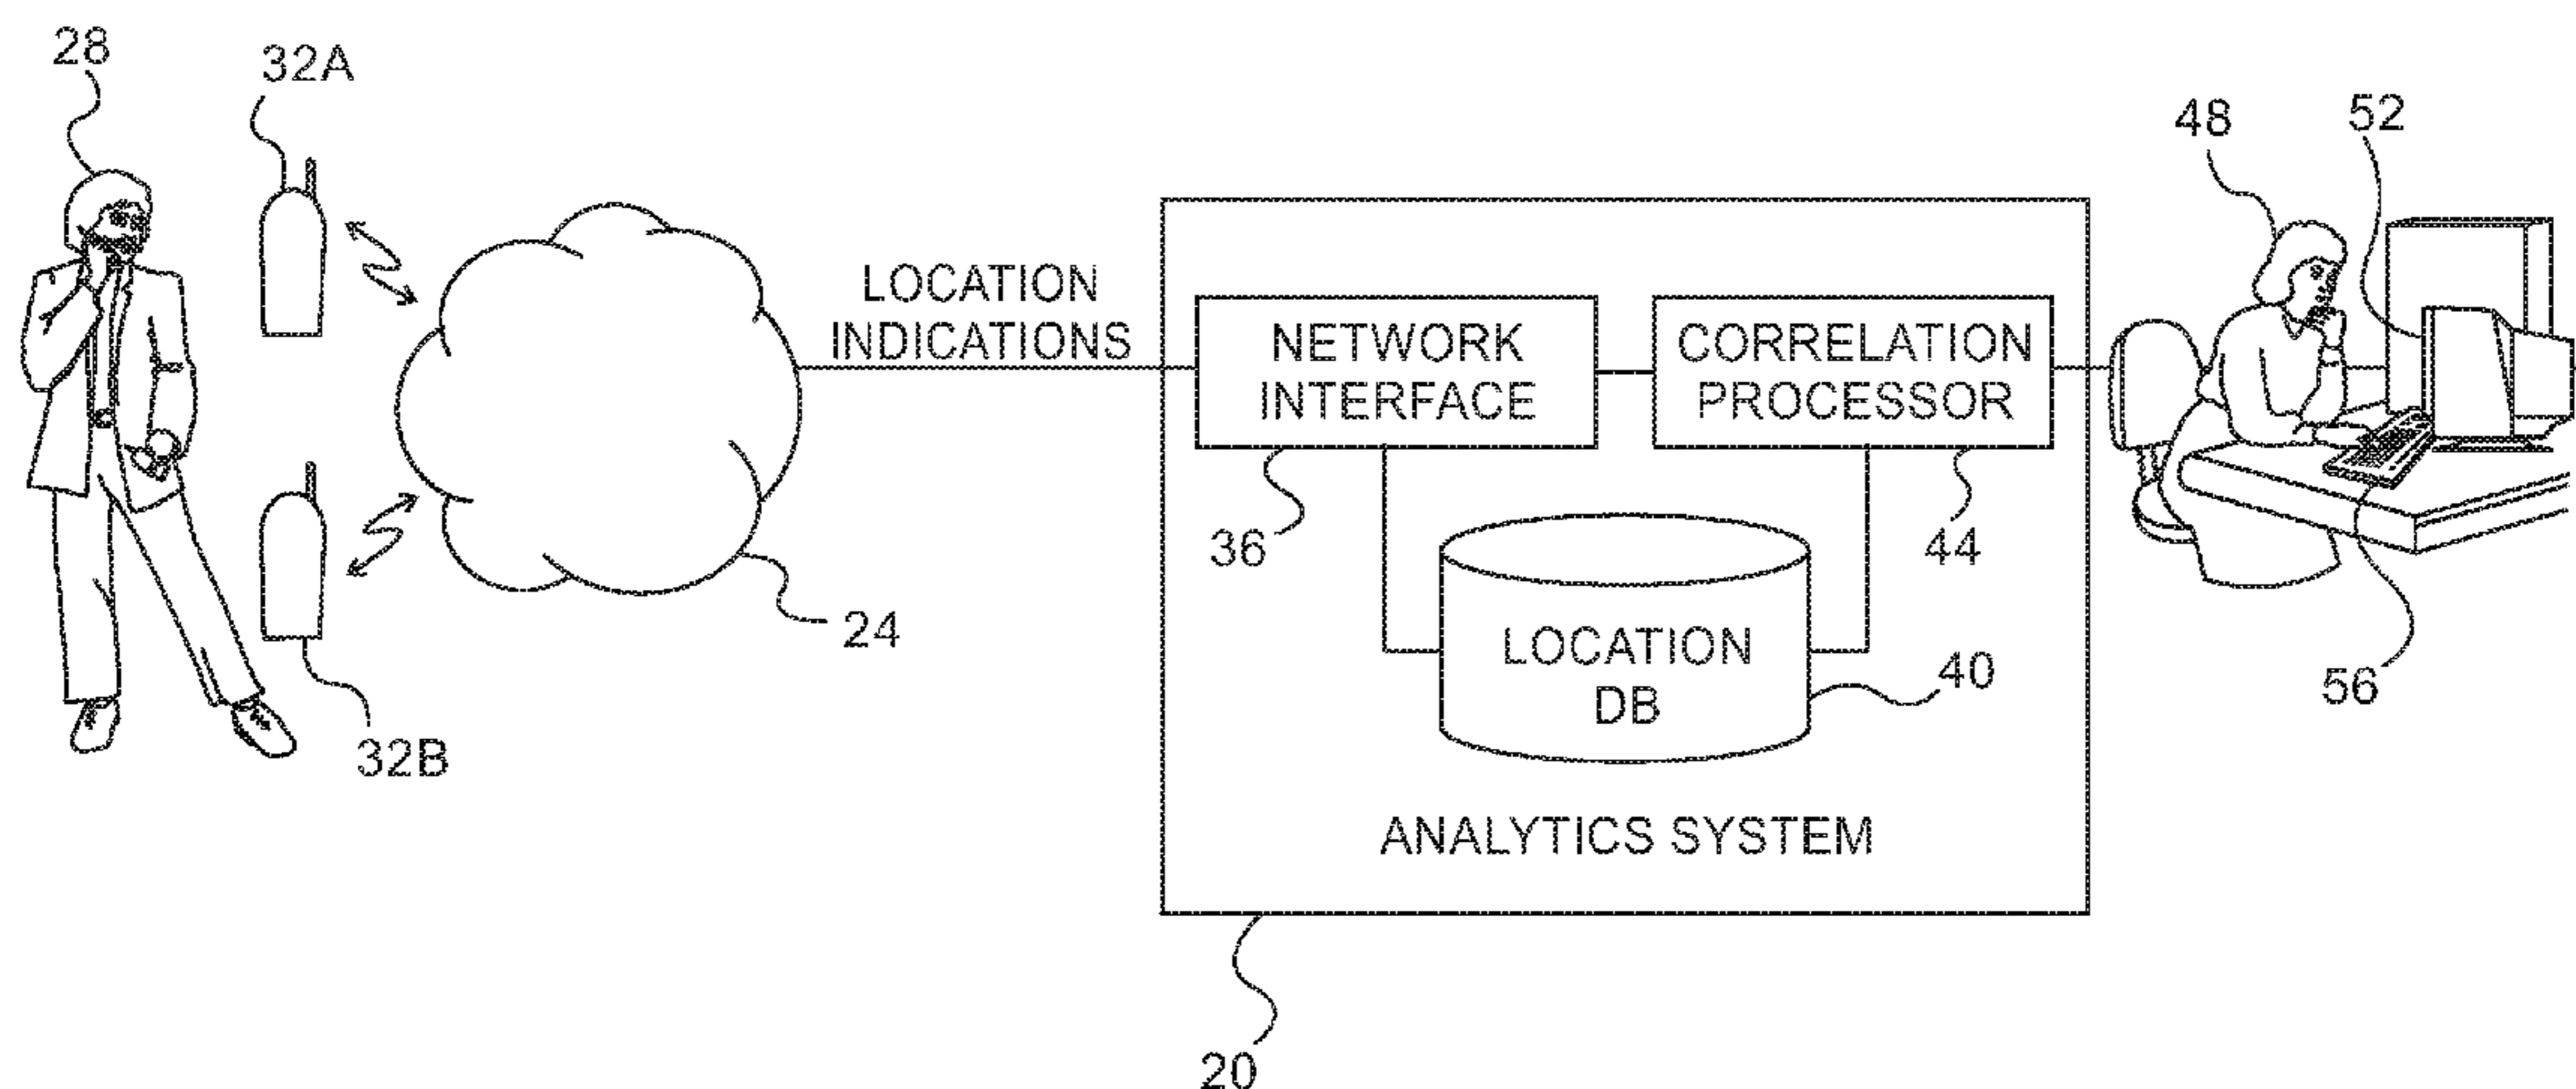 28
32A
48
52
LOCATION
INDICATIONS
NETWORK
INTERFACE
CORRELATION
PROCESSOR
36
44
24
LOCATION
DB
40
56
32B
ANALYTICS SYSTEM
20